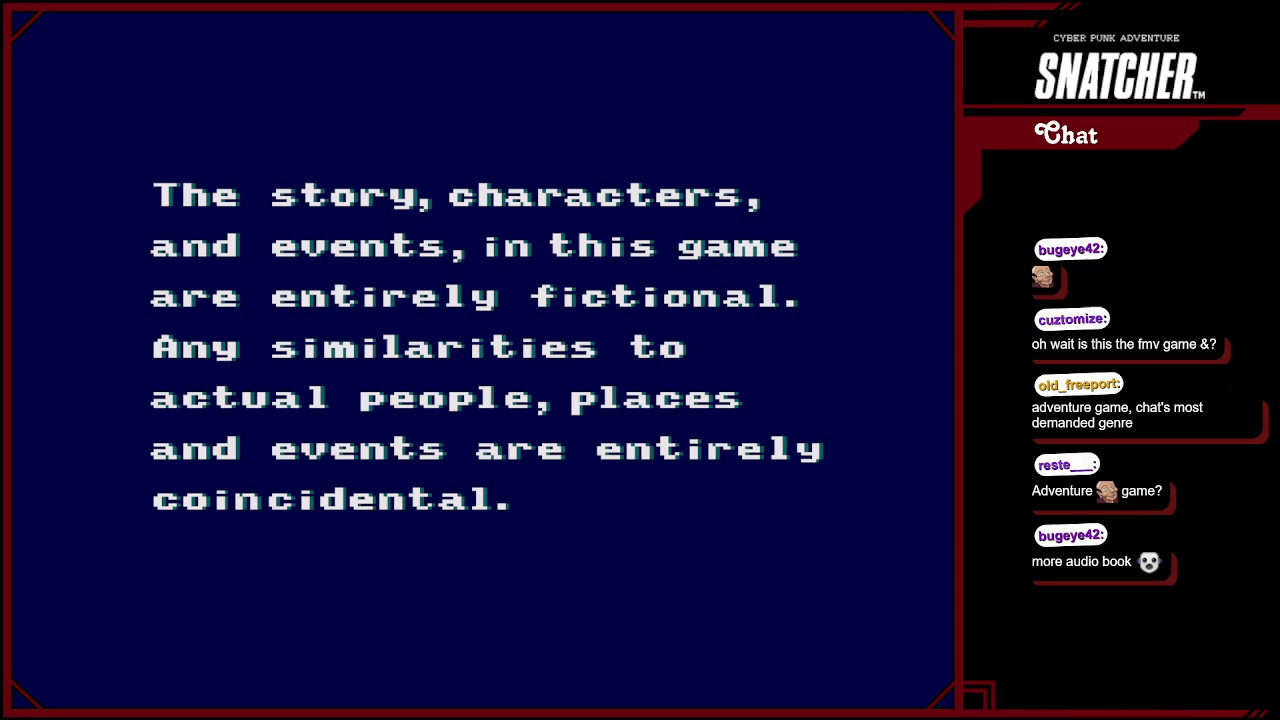 The story, characters,
and events, in this game
are entirely fictional.
Any similarities to
actual people, places
and events are entirely
coincidental.
CYBER PUNK ADVENTURE
SNATCHER™
Chat
bugeye42:
cuztomize:
oh wait is this the fmv game &?
old_freeport:
adventure game, chat's most
demanded genre
reste___:
Adventure game?
bugeye42:
more audio book